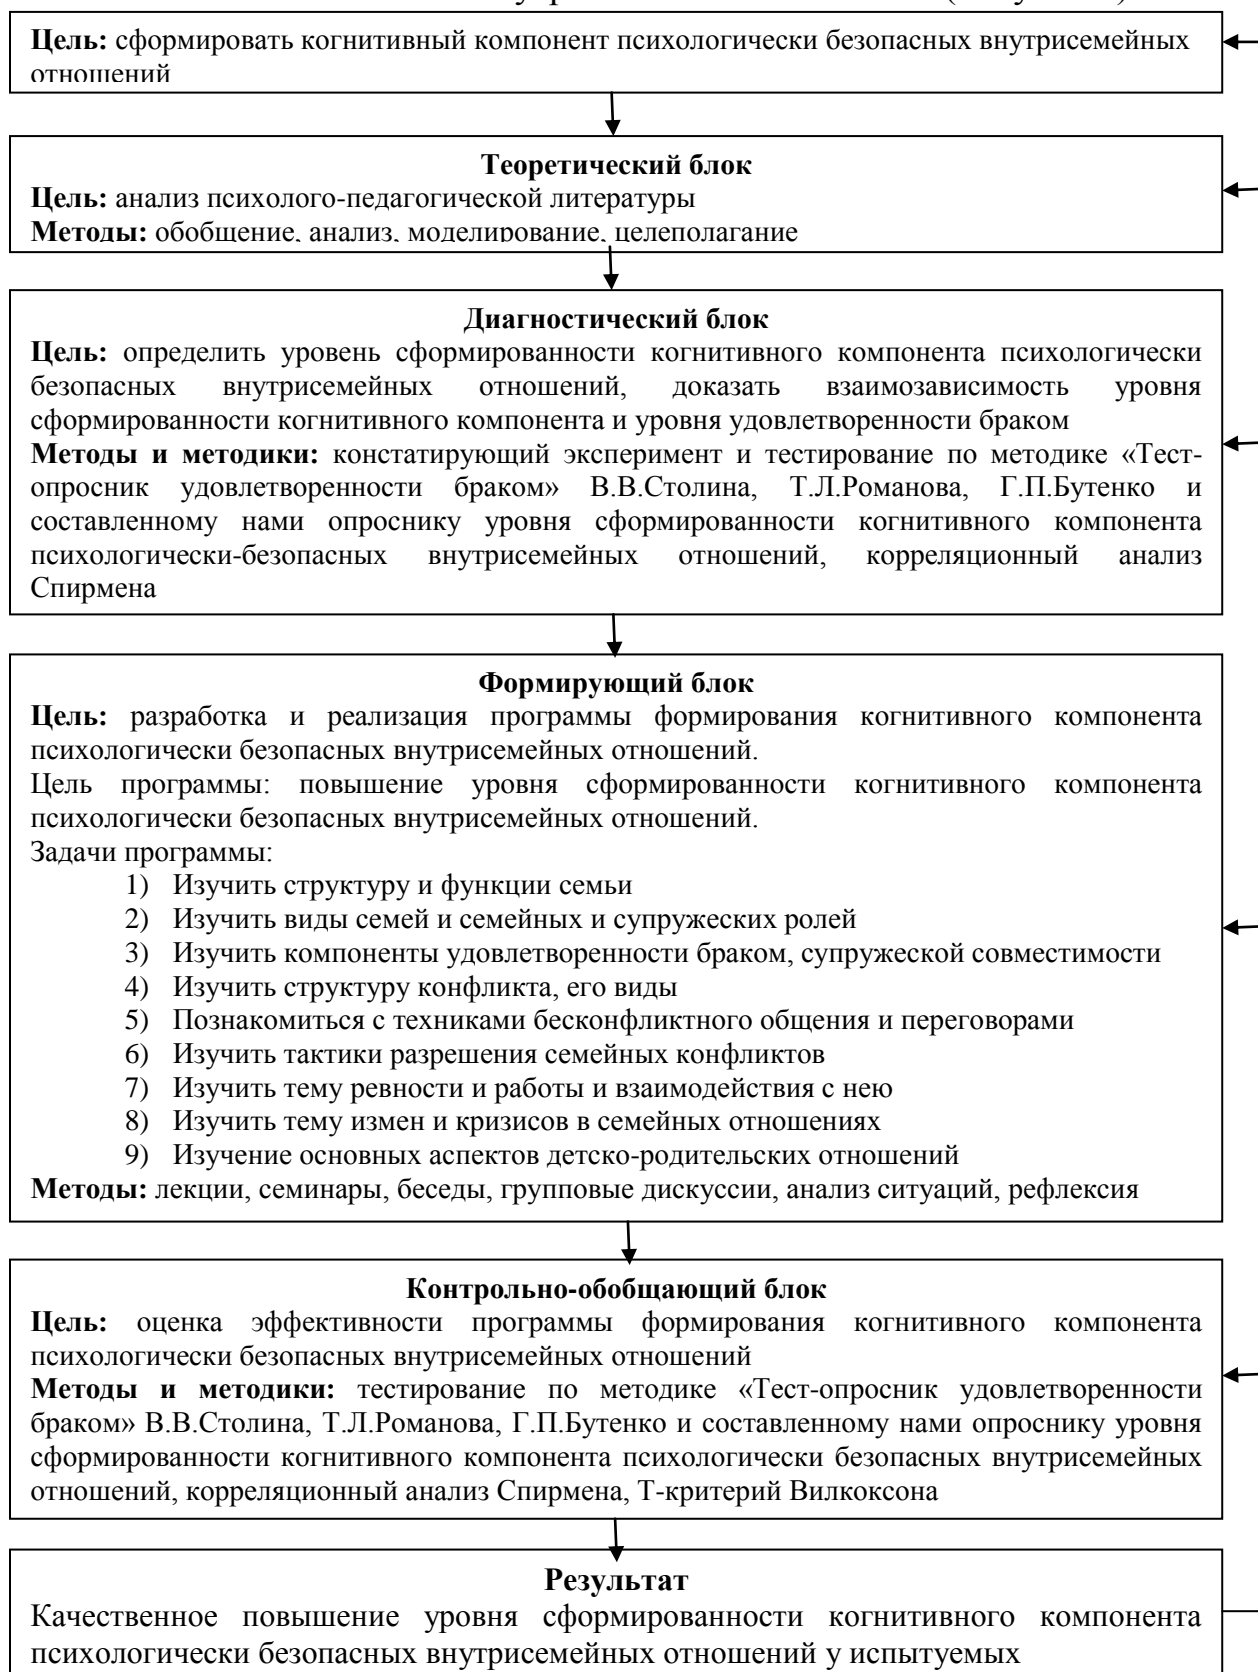 Цель: сформировать когнитивный компонент психологически безопасных внутрисемейных
отношений
Теоретический блок
Цель: анализ психолого-педагогической литературы
Методы: обобщение, анализ, моделирование, целеполагание
Диагностический блок
Цель: определить уровень сформированности когнитивного компонента психологически
безопасных внутрисемейных отношений, доказать взаимозависимость уровня
сформированности когнитивного компонента и уровня удовлетворенности браком
Методы и методики: констатирующий эксперимент и тестирование по методике «Тест-
опросник удовлетворенности браком» В.В.Столина, Т.Л.Романова, Г.П.Бутенко и
составленному нами опроснику уровня сформированности когнитивного компонента
психологически-безопасных внутрисемейных отношений, корреляционный анализ
Спирмена
Формирующий блок
Цель: разработка и реализация программы формирования когнитивного компонента
психологически безопасных внутрисемейных отношений.
Цель программы: повышение уровня сформированности когнитивного компонента
психологически безопасных внутрисемейных отношений.
Задачи программы:
1) Изучить структуру и функции семьи
2) Изучить виды семей и семейных и супружеских ролей
3) Изучить компоненты удовлетворенности браком, супружеской совместимости
4) Изучить структуру конфликта, его виды
5) Познакомиться с техниками бесконфликтного общения и переговорами
6) Изучить тактики разрешения семейных конфликтов
7) Изучить тему ревности и работы и взаимодействия с нею
8) Изучить тему измен и кризисов в семейных отношениях
9) Изучение основных аспектов детско-родительских отношений
Методы: лекции, семинары, беседы, групповые дискуссии, анализ ситуаций, рефлексия
Контрольно-обобщающий блок
Цель: оценка эффективности программы формирования когнитивного компонента
психологически безопасных внутрисемейных отношений
Методы и методики: тестирование по методике «Тест-опросник удовлетворенности
браком» В.В.Столина, Т.Л.Романова, Г.П.Бутенко и составленному нами опроснику уровня
сформированности когнитивного компонента психологически безопасных внутрисемейных
отношений, корреляционный анализ Спирмена, Т-критерий Вилкоксона
Результат
Качественное повышение уровня сформированности когнитивного компонента
психологически безопасных внутрисемейных отношений у испытуемых